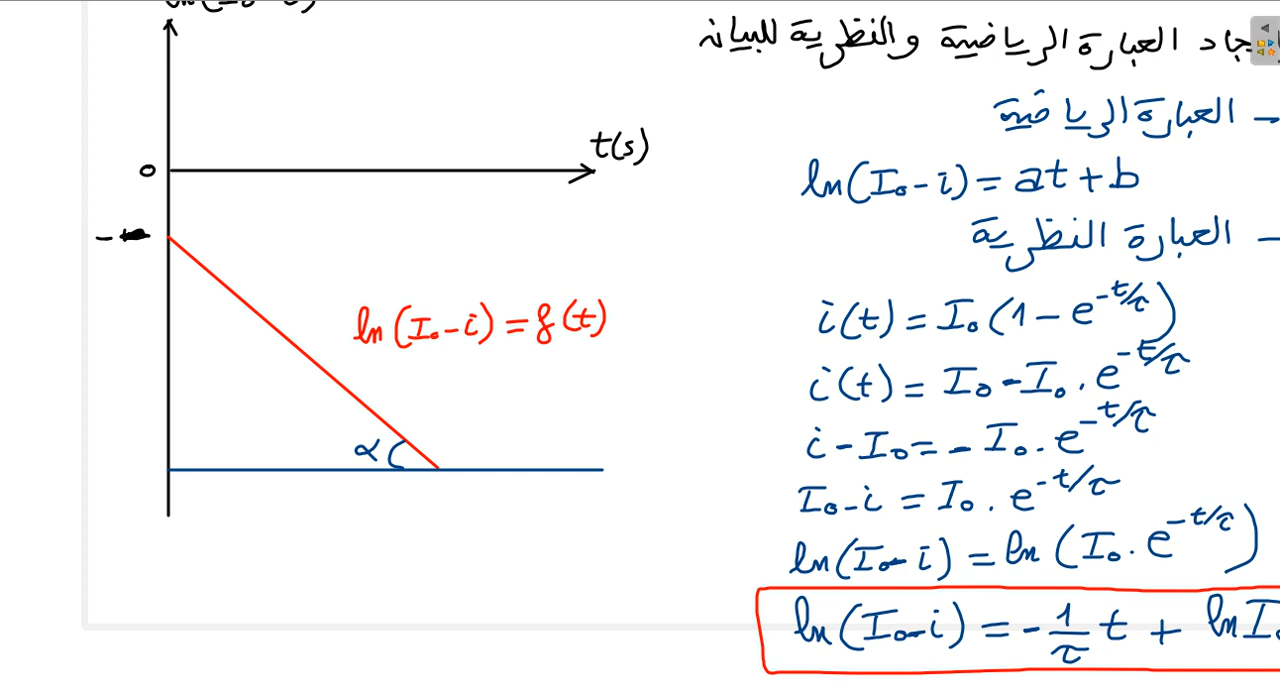 t(s)
0
ln(I₀-i) = f(t)
α
جاد العبارة الرياضية والنظرية للبيان
- العبارة الرياضية
ln(I₀-i) = at + b
- العبارة النظرية
i(t) = I₀(1 - e^(-t/τ))
i(t) = I₀ - I₀ . e^(-t/τ)
i - I₀ = - I₀ . e^(-t/τ)
I₀ - i = I₀ . e^(-t/τ)
ln(I₀-i) = ln(I₀ . e^(-t/τ))
ln(I₀-i) = - 1/τ t + ln I₀